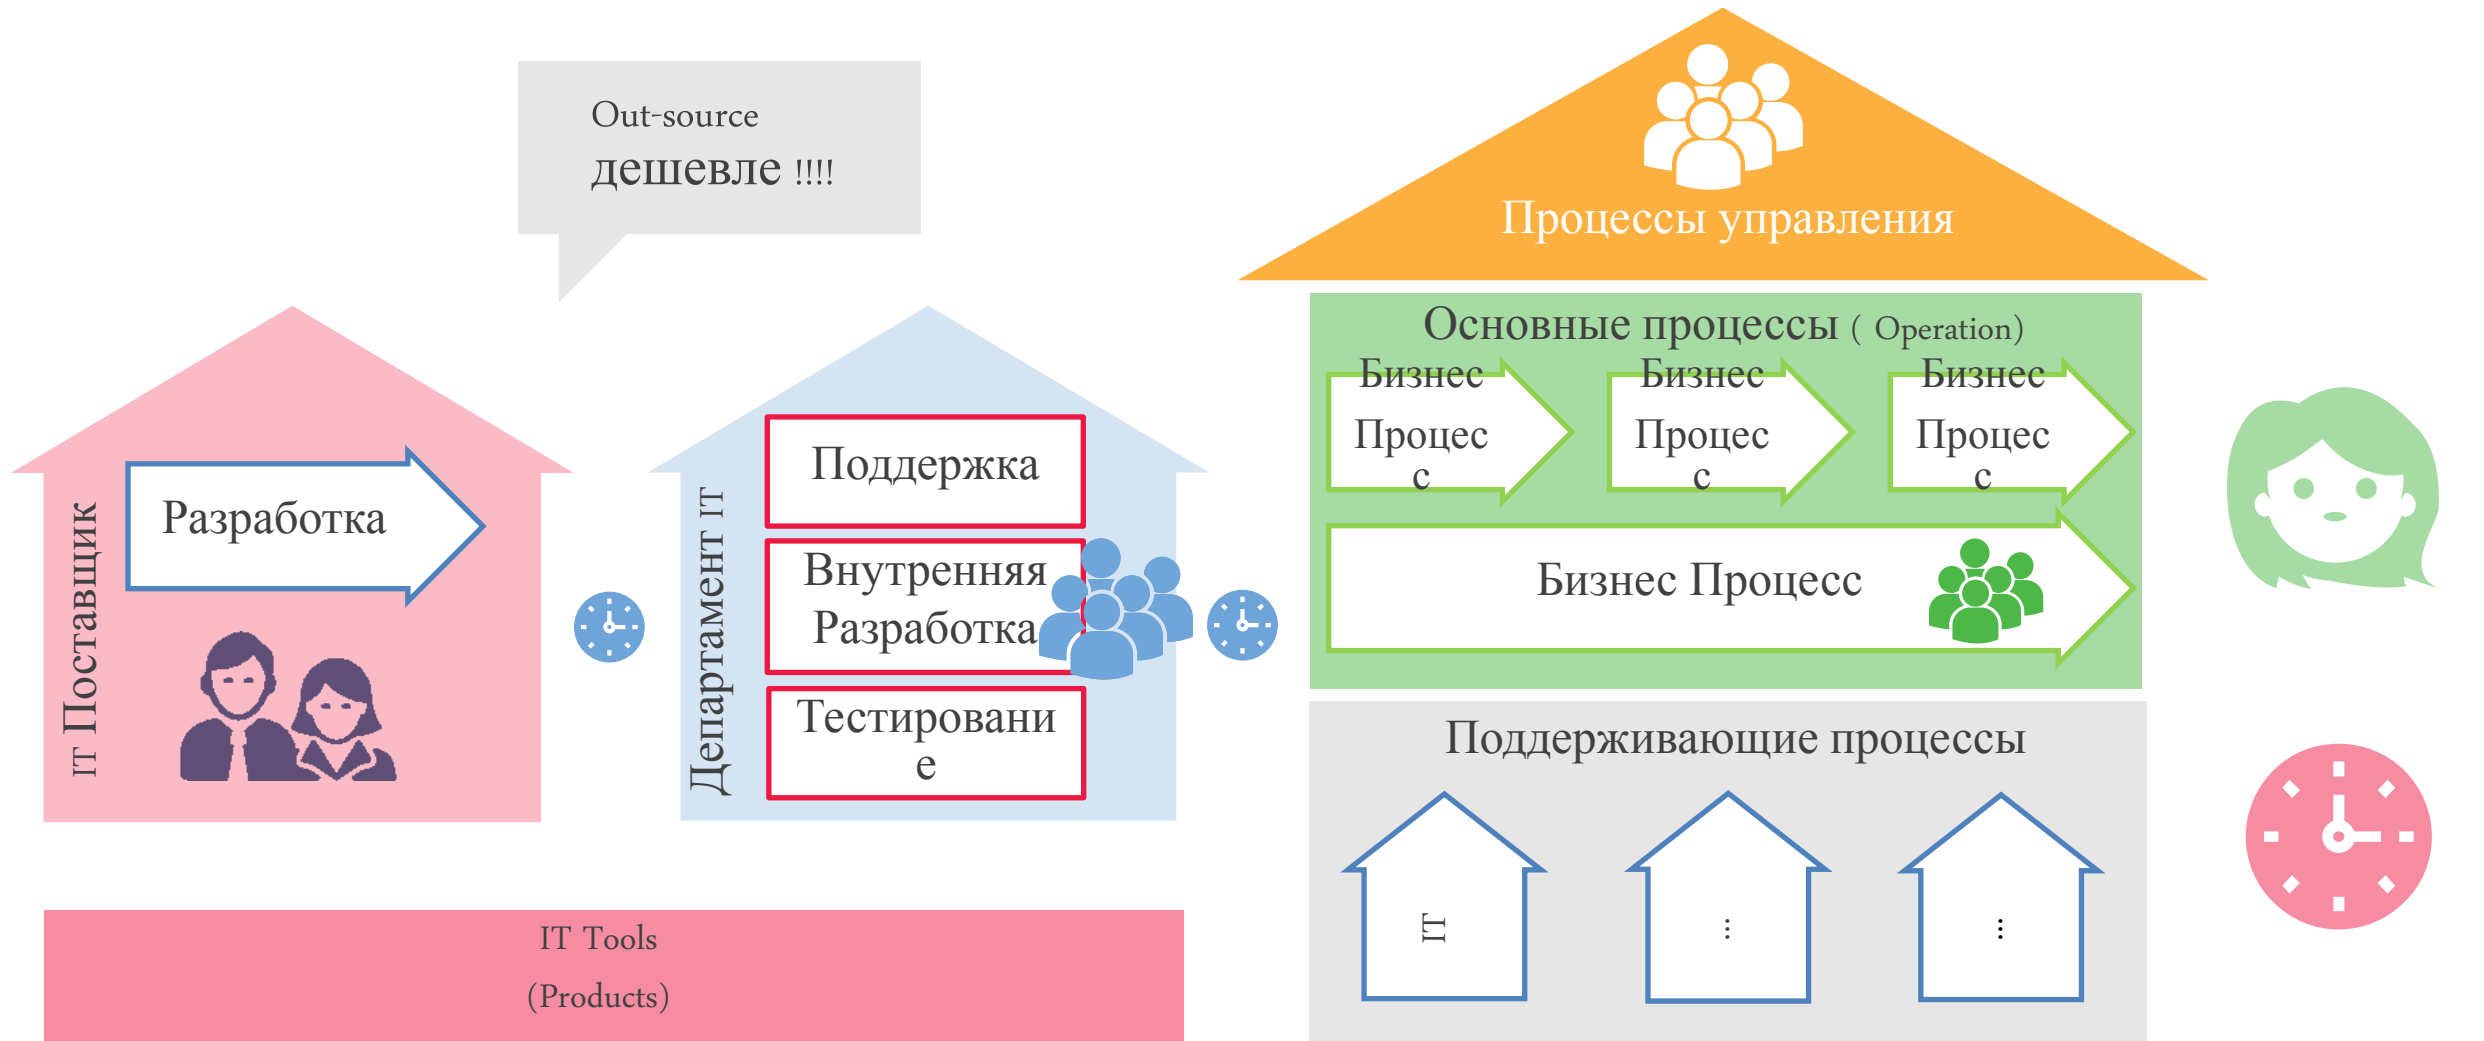 Out-source
дешевле !!!!
Процессы управления
IT Поставщик
Разработка
Департамент IT
Поддержка
Внутренняя
Разработка
Тестировани
е
Основные процессы ( Operation)
Бизнес
Процес
с
Бизнес
Процес
с
Бизнес
Процес
с
Бизнес Процесс
Поддерживающие процессы
IT
...
...
IT Tools
(Products)